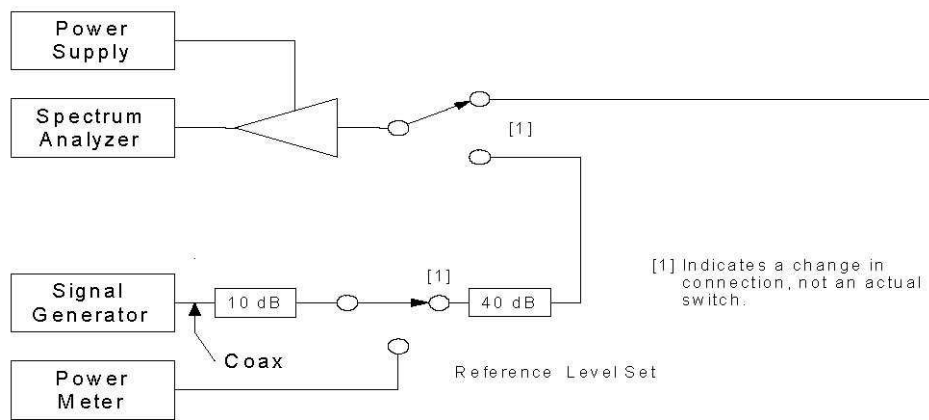 Power
Supply
Spectrum
Analyzer
[1]
[1]
[1] Indicates a change in
connection, not an actual
switch.
Signal
Generator
10 dB
40 dB
Coax
Power
Meter
Reference Level Set